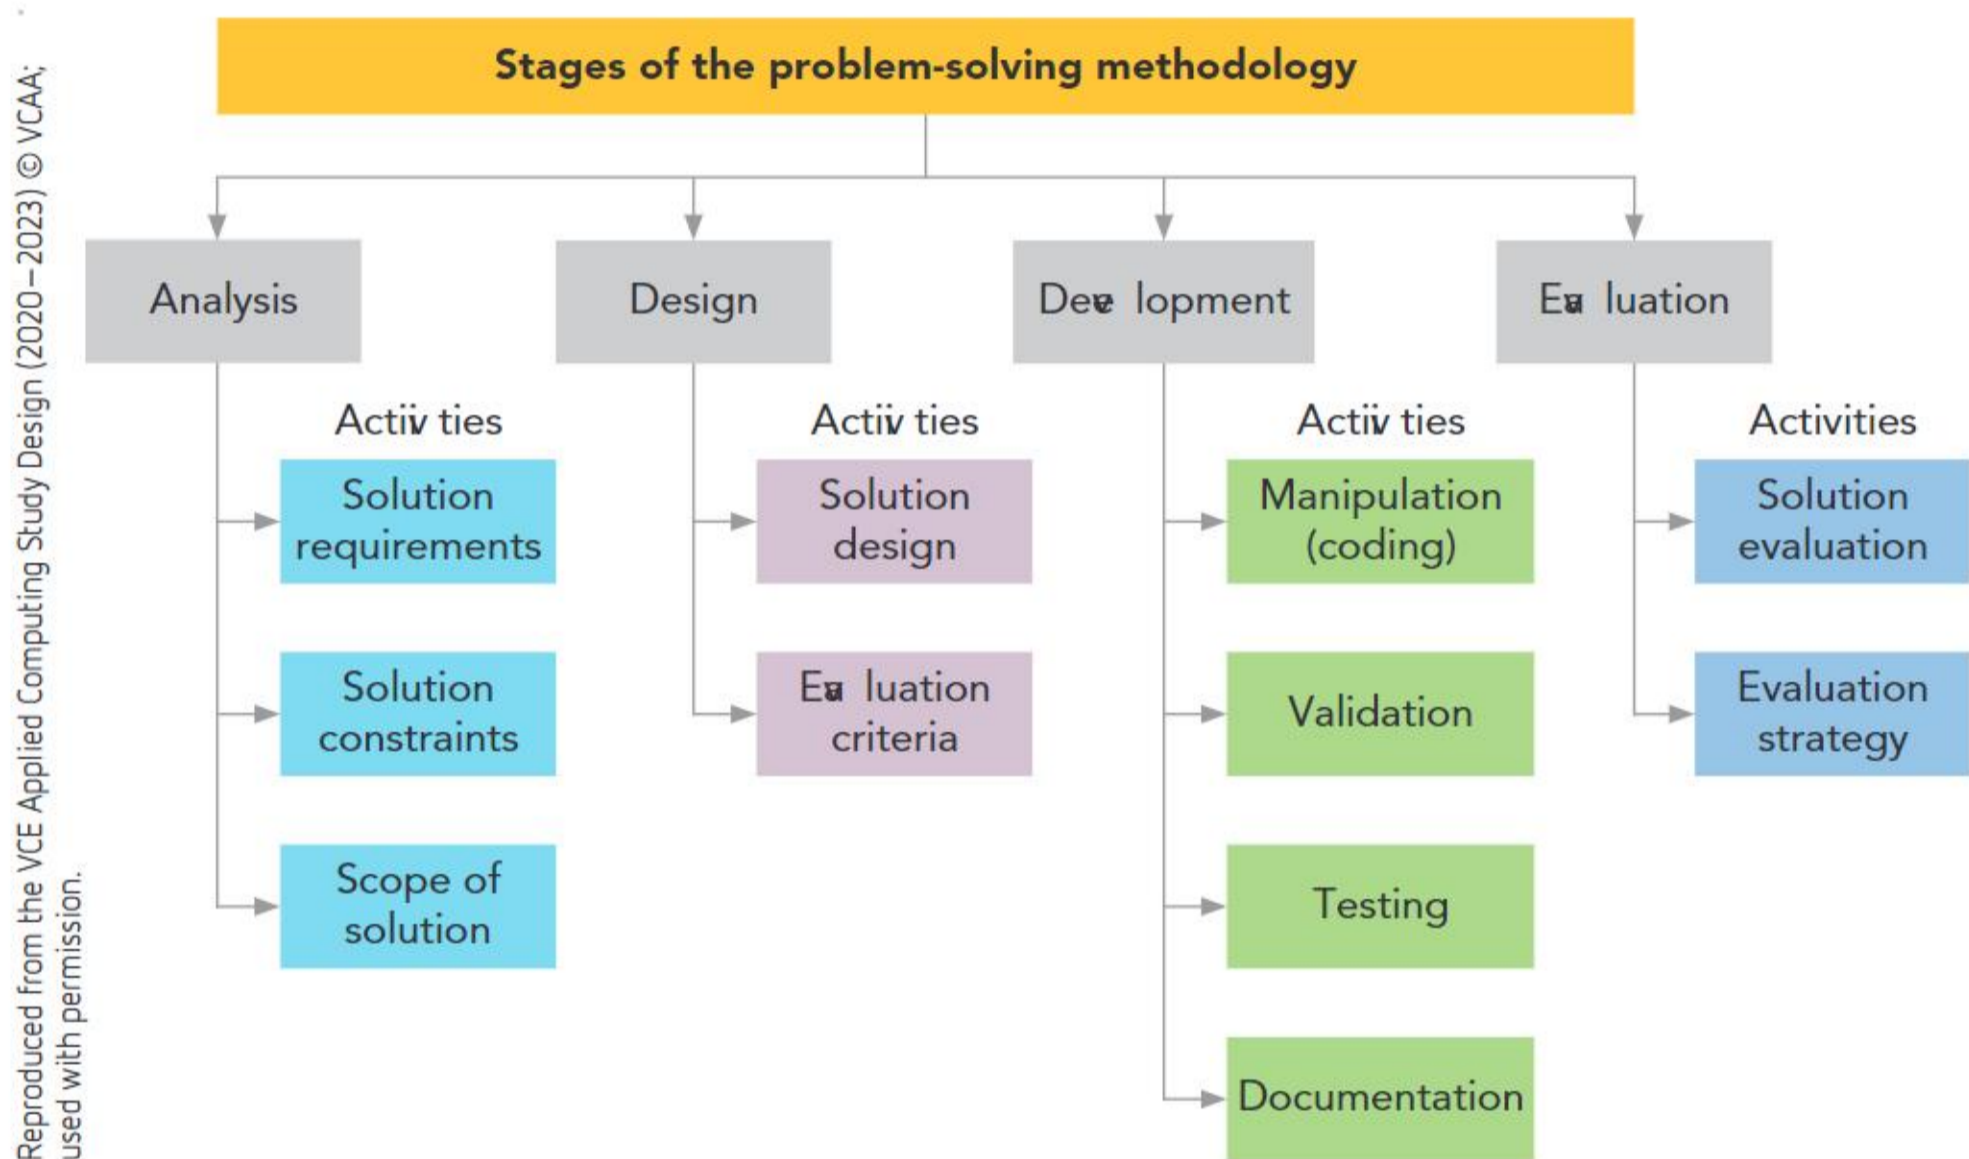 Stages of the problem-solving methodology
Analysis
Design
Development
Evaluation
Activities
Solution
requirements
Solution
constraints
Scope of
solution
Activities
Solution
design
Evaluation
criteria
Activities
Manipulation
(coding)
Validation
Testing
Documentation
Activities
Solution
evaluation
Evaluation
strategy
Reproduced from the VCE Applied Computing Study Design (2020–2023) © VCAA;
used with permission.